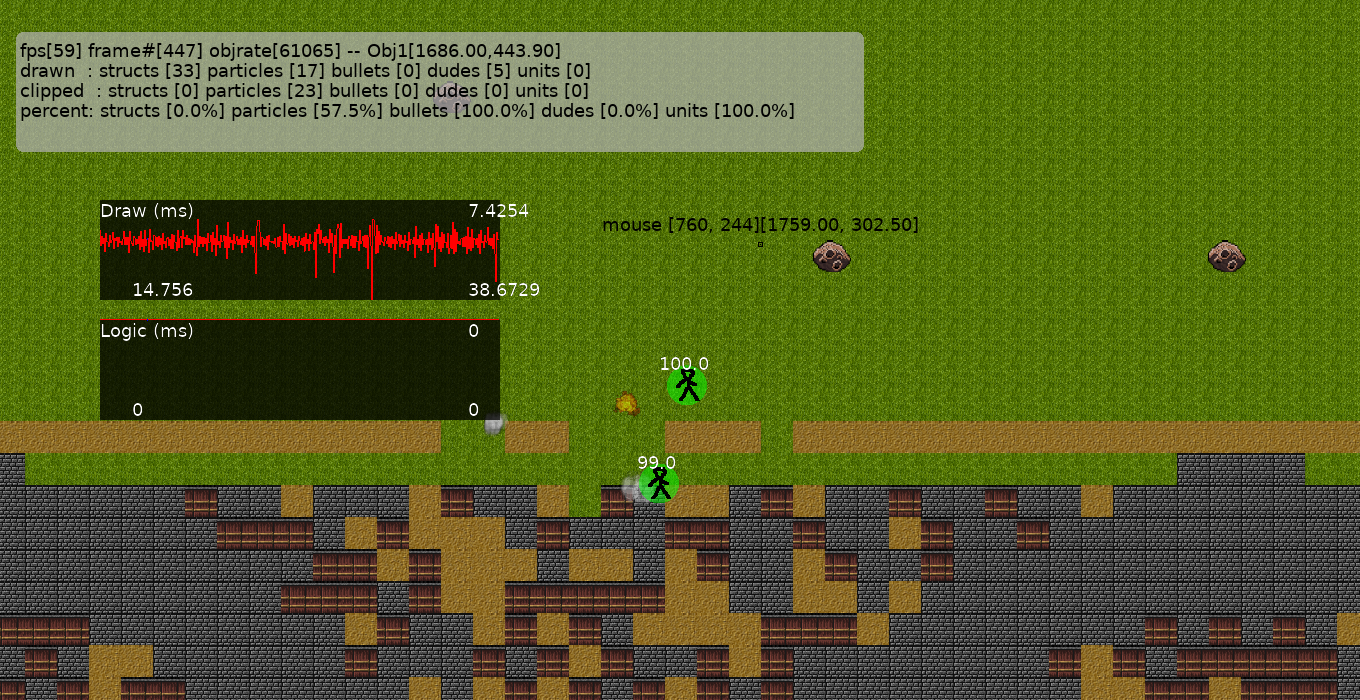 fps[59] frame#[447] objrate[61065] -- Obj1[1686.00,443.90]
drawn  : structs [33] particles [17] bullets [0] dudes [5] units [0]
clipped  : structs [0] particles [23] bullets [0] dudes [0] units [0]
percent: structs [0.0%] particles [57.5%] bullets [100.0%] dudes [0.0%] units [100.0%]
Draw (ms) 7.4254
mouse [760, 244][1759.00, 302.50]
14.756 38.6729
Logic (ms) 0
100.0
0 0
99.0